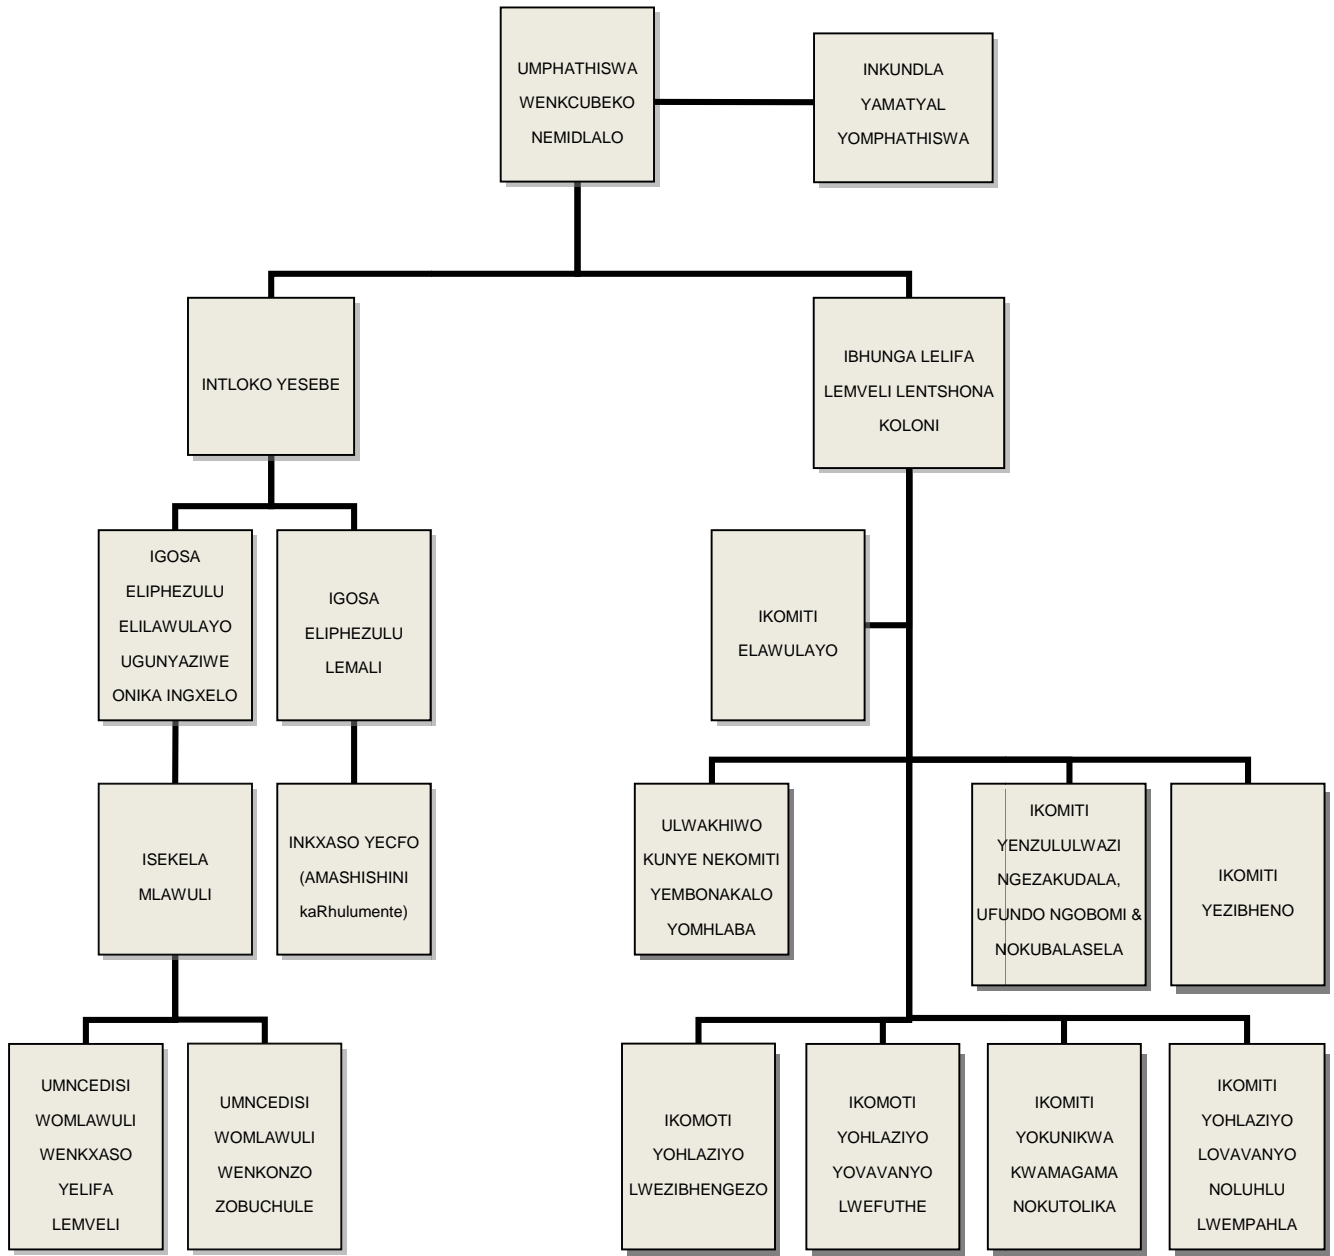 UMPHATHISWA
WENKCUBEKO
NEMIDLALO
INKUNDLA
YAMATYAL
YOMPHATHISWA
INTLOKO YESEBE
IBHUNGA LELIFA
LEMVELI LENTSHONA
KOLONI
IGOSA
ELIPHEZULU
ELILAWULAYO
UGUNYAZIWE
ONIKA INGXELO
IGOSA
ELIPHEZULU
LEMALI
IKOMITI
ELAWULAYO
ISEKELA
MLAWULI
INKXASO YECFO
(AMASHISHINI
kaRhulumente)
ULWAKHIWO
KUNYE NEKOMITI
YEMBONAKALO
YOMHLABA
IKOMITI
YENZULULWAZI
NGEZAKUDALA,
UFUNDO NGOBOMI &
NOKUBALASELA
IKOMITI
YEZIBHENO
UMNCEDISI
WOMLAWULI
WENKXASO
YELIFA
LEMVELI
UMNCEDISI
WOMLAWULI
WENKONZO
ZOBUCHULE
IKOMOTI
YOHLAZIYO
LWEZIBHENGEZO
IKOMOTI
YOHLAZIYO
YOVAVANYO
LWEFUTHE
IKOMITI
YOKUNIKWA
KWAMAGAMA
NOKUTOLIKA
IKOMITI
YOHLAZIYO
LOVAVANYO
NOLUHLU
LWEMPAHLA